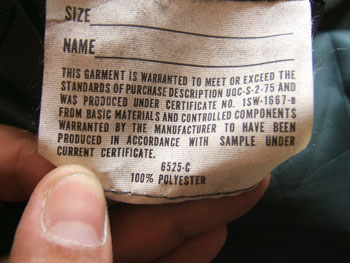 SIZE
NAME
THIS GARMENT IS WARRANTED TO MEET OR EXCEED THE
STANDARDS OF PURCHASE DESCRIPTION UQC-S-2-75 AND
WAS PRODUCED UNDER CERTIFICATE NO. 1SW-1667-B
FROM BASIC MATERIALS AND CONTROLLED COMPONENTS
WARRANTED BY THE MANUFACTURER TO HAVE BEEN
PRODUCED IN ACCORDANCE WITH SAMPLE UNDER
CURRENT CERTIFICATE.
6525-C
100% POLYESTER